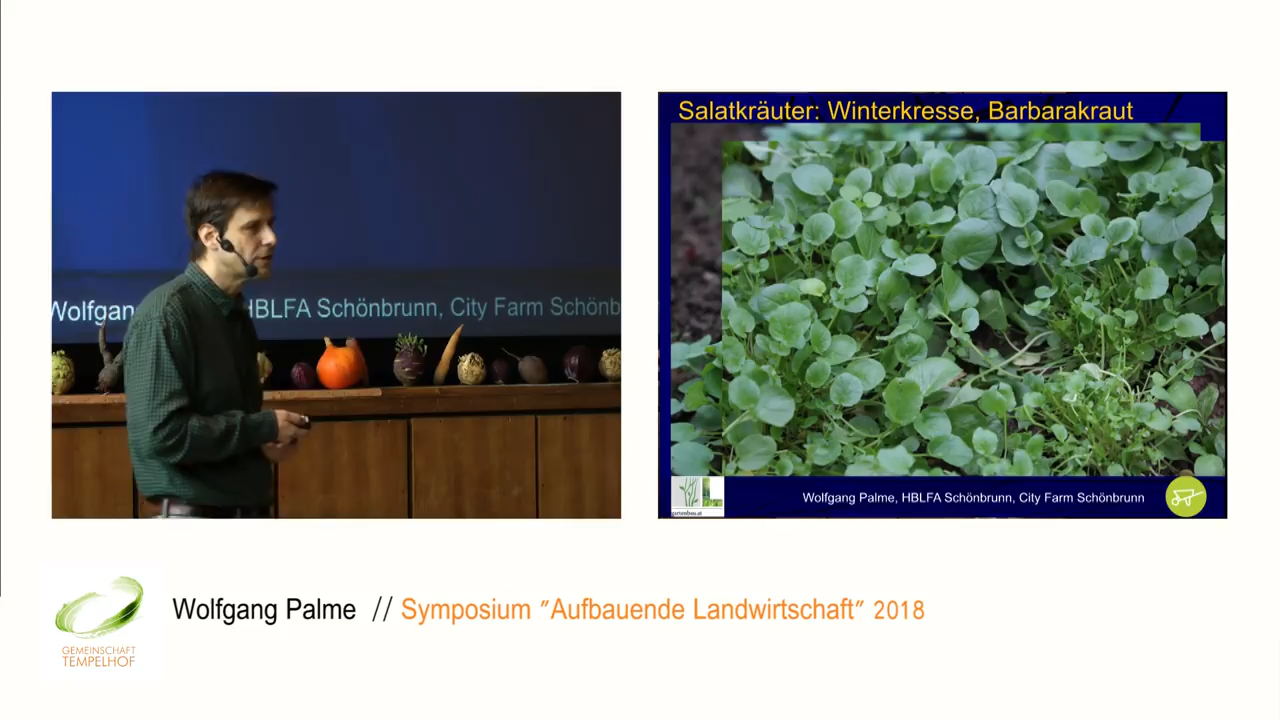 Salatkräuter: Winterkresse, Barbarakraut
Wolfgan HBLFA Schönbrunn, City Farm Schönb
Wolfgang Palme, HBLFA Schönbrunn, City Farm Schönbrunn
gartenbau.at
GEMEINSCHAFT
TEMPELHOF
Wolfgang Palme // Symposium "Aufbauende Landwirtschaft" 2018